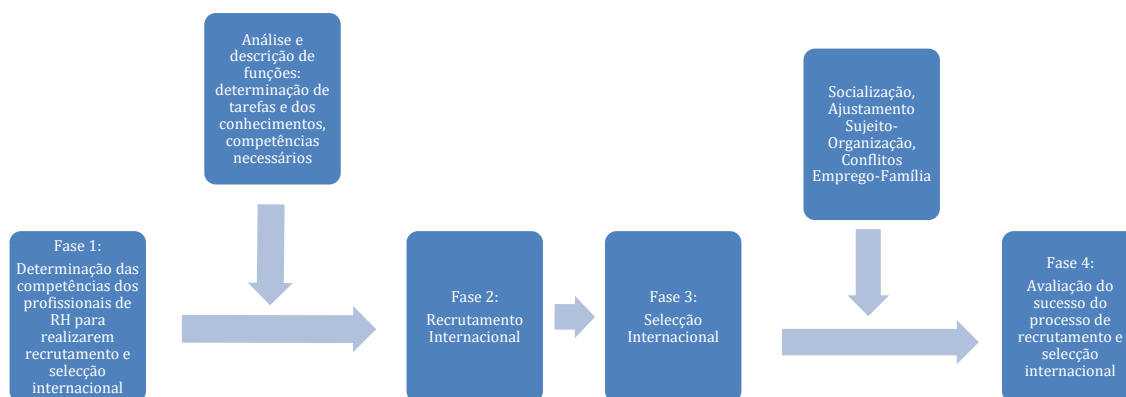 Análise e
descrição de
funções:
determinação de
tarefas e dos
conhecimentos,
competências
necessários
Socialização,
Ajustamento
Sujeito-
Organização,
Conflitos
Emprego-Família
Fase 1:
Determinação das
competências dos
profissionais de
RH para
realizarem
recrutamento e
selecção
internacional
Fase 2:
Recrutamento
Internacional
Fase 3:
Selecção
Internacional
Fase 4:
Avaliação do
sucesso do
processo de
recrutamento e
selecção
internacional